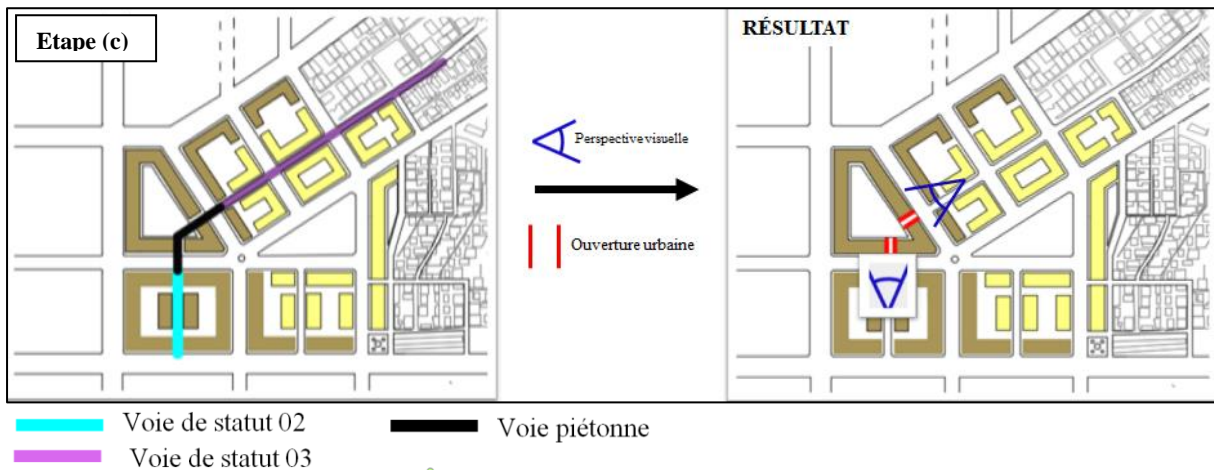 Etape (c)
RÉSULTAT
Perspective visuelle
Ouverture urbaine
Voie de statut 02
Voie piétonne
Voie de statut 03